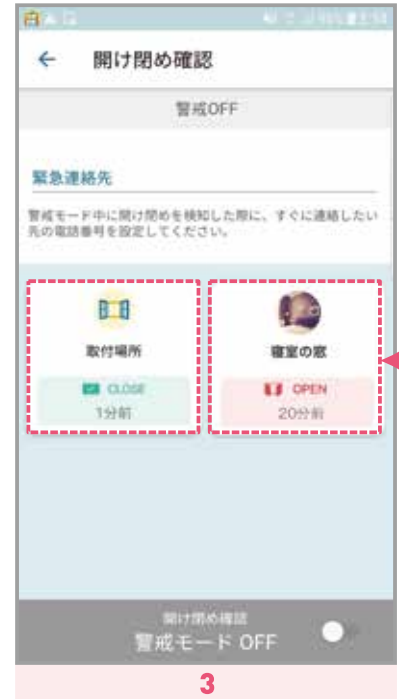 ← 開け閉め確認
警戒OFF
緊急連絡先
警戒モード中に開け閉めを検知した際に、すぐに連絡したい
先の電話番号を設定してください。
取付場所
CLOSE
1分前
寝室の窓
OPEN
20分前
開け閉め確認
警戒モード OFF
3